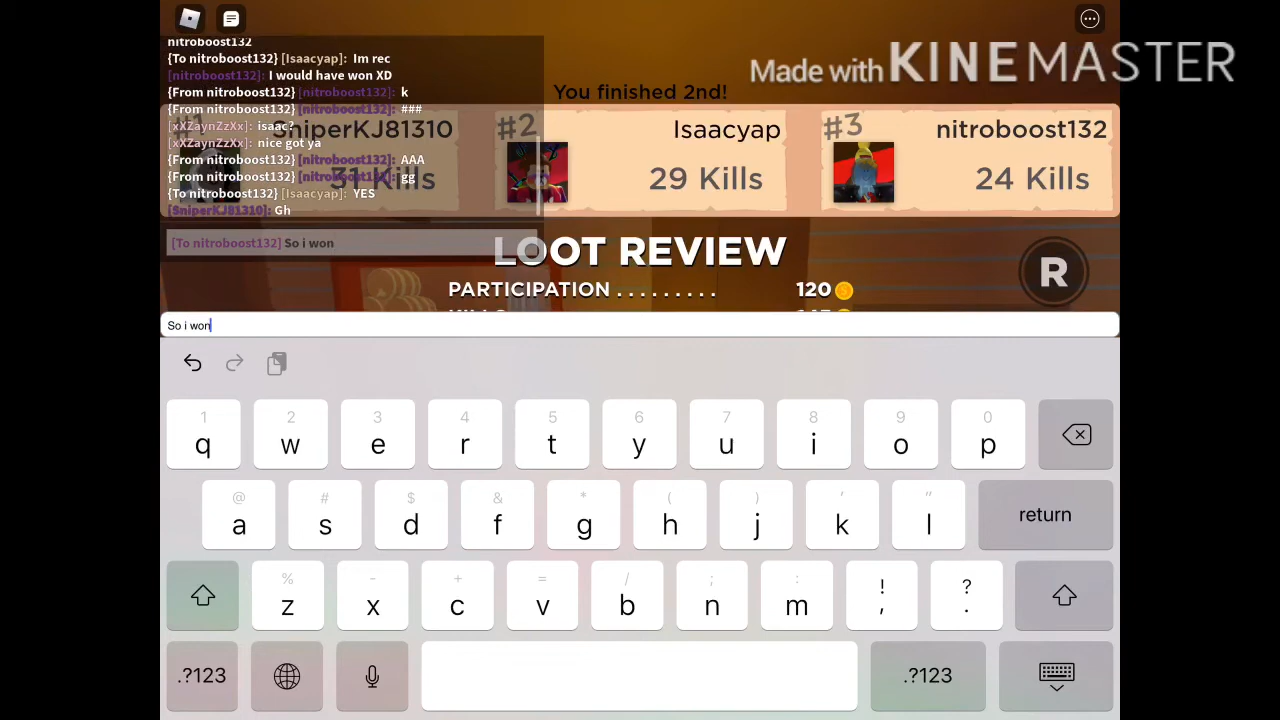 nitroboost132
{To nitroboost132} [Isaacyap]: Im rec
[nitroboost132]: I would have won XD
{From nitroboost132} [nitroboost132]: k
{From nitroboost132} [nitroboost132]: ###
[xXZaynZzXx]: isaac?
[xXZaynZzXx]: nice got ya
{From nitroboost132} [nitroboost132]: AAA
{From nitroboost132} [nitroboost132]: gg
{To nitroboost132} [Isaacyap]: YES
[SniperKJ81310]: Gh
[To nitroboost132] So i won
Made with KINEMASTER
You finished 2nd!
#1 SniperKJ81310
31 Kills
#2 Isaacyap
29 Kills
#3 nitroboost132
24 Kills
LOOT REVIEW
PARTICIPATION . . . . . . . . . 120
R
So i won
1 2 3 4 5 6 7 8 9 0
q w e r t y u i o p
@ # $ & * ( ) ' "
a s d f g h j k l return
% - + = / ; : ! ?
z x c v b n m , .
.?123 .?123